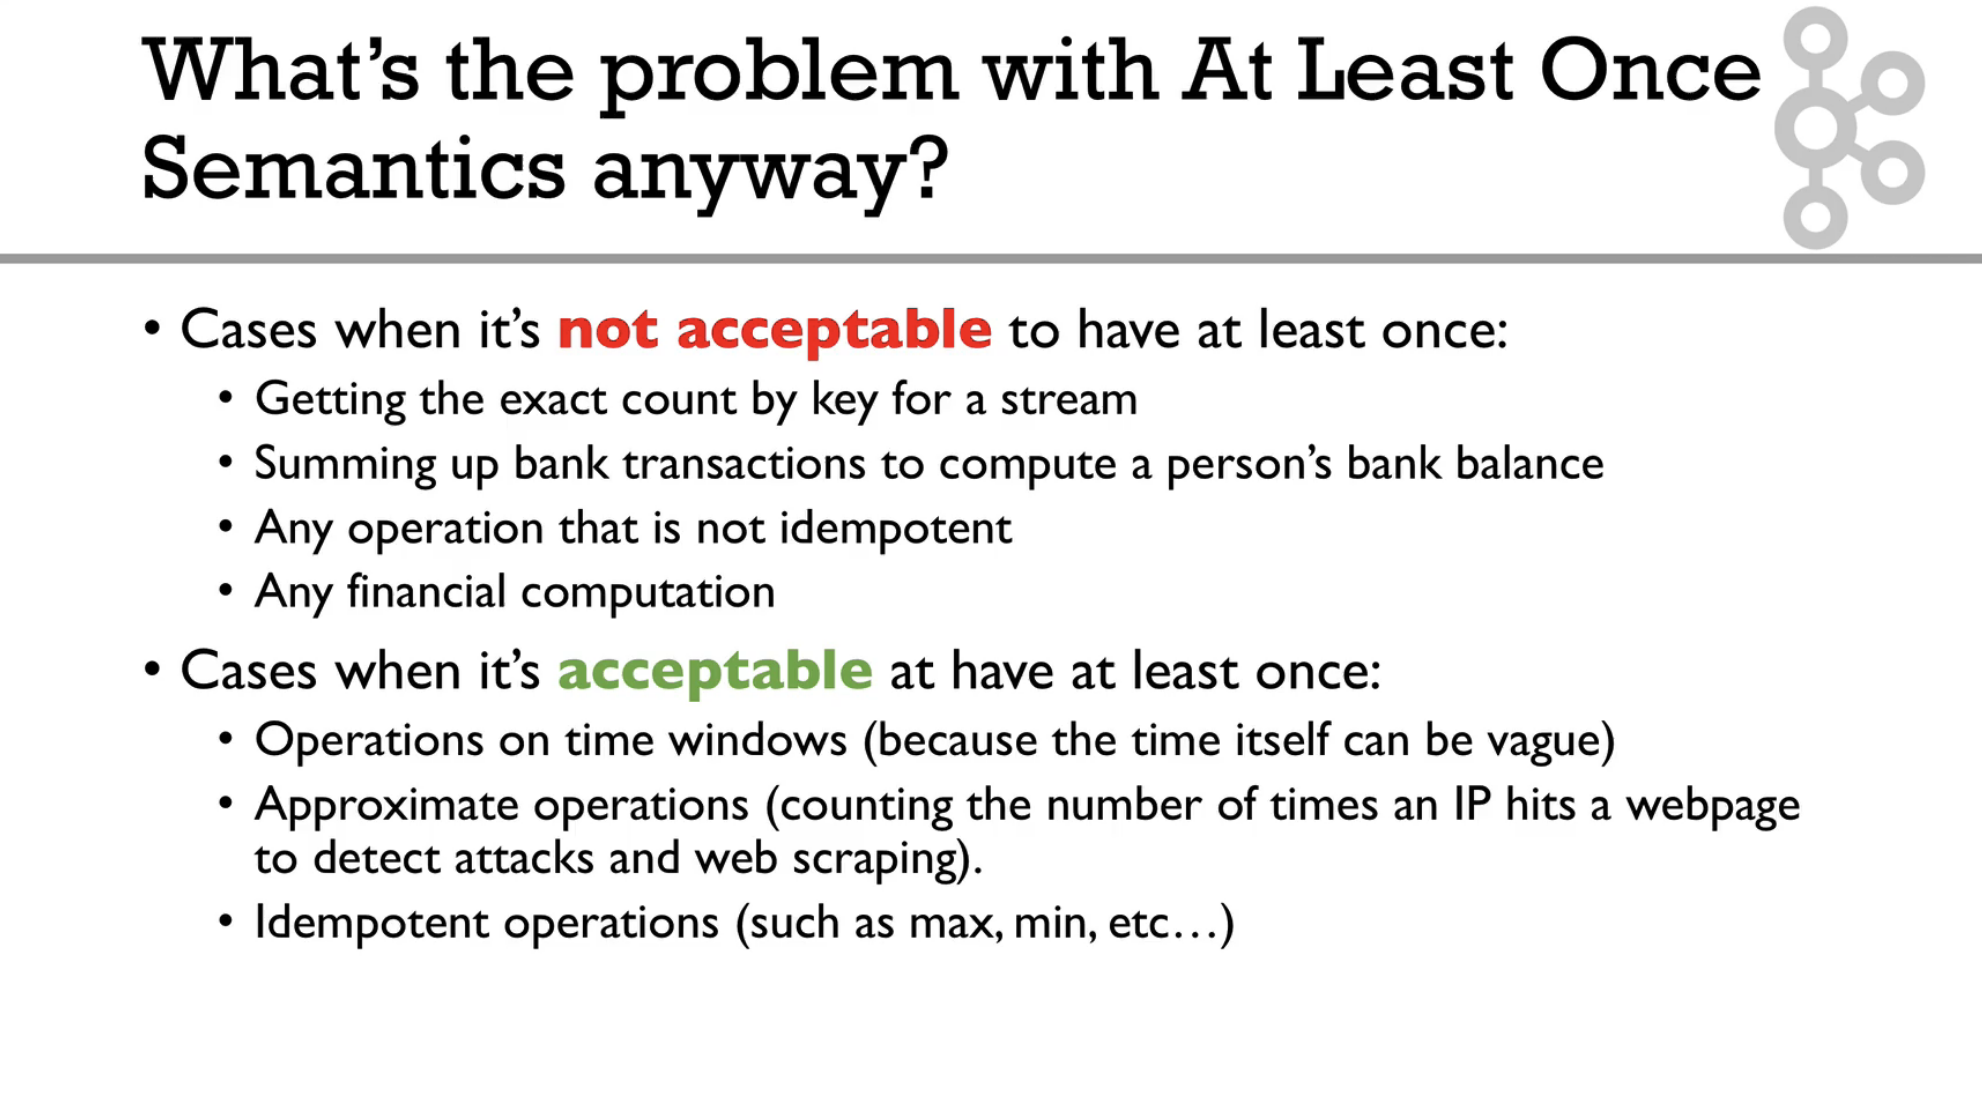 What’s the problem with At Least Once
Semantics anyway?
• Cases when it’s not acceptable to have at least once:
• Getting the exact count by key for a stream
• Summing up bank transactions to compute a person’s bank balance
• Any operation that is not idempotent
• Any financial computation
• Cases when it’s acceptable at have at least once:
• Operations on time windows (because the time itself can be vague)
• Approximate operations (counting the number of times an IP hits a webpage
to detect attacks and web scraping).
• Idempotent operations (such as max, min, etc…)